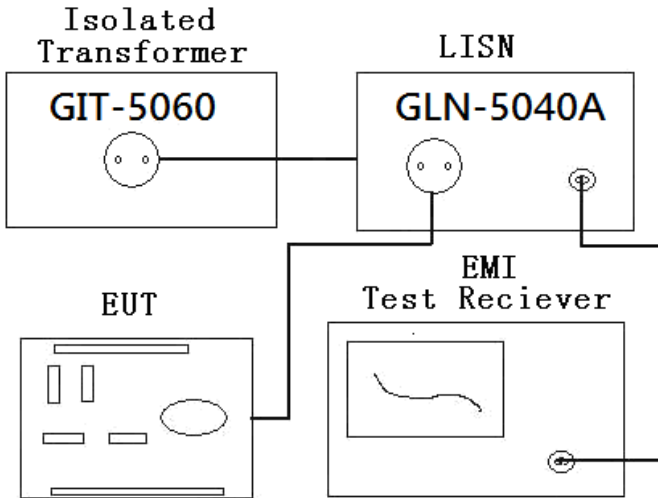 Isolated
Transformer
LISN
GIT-5060
GLN-5040A
EUT
EMI
Test Reciever